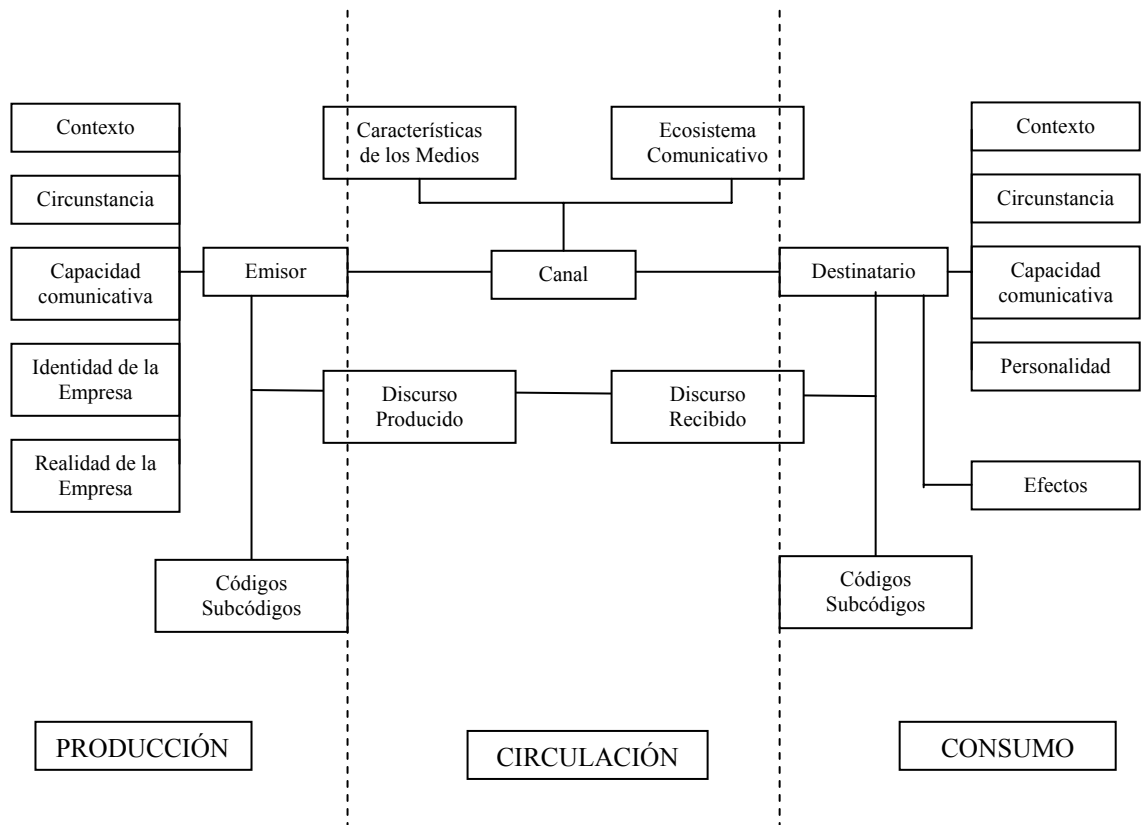 Contexto
Circunstancia
Capacidad
comunicativa
Identidad de la
Empresa
Realidad de la
Empresa
Emisor
Códigos
Subcódigos
PRODUCCIÓN
Característícas
de los Medios
Ecosistema
Comunicativo
Canal
Discurso
Producido
Discurso
Recibido
CIRCULACIÓN
Destinatario
Contexto
Circunstancia
Capacidad
comunicativa
Personalidad
Efectos
Códigos
Subcódigos
CONSUMO